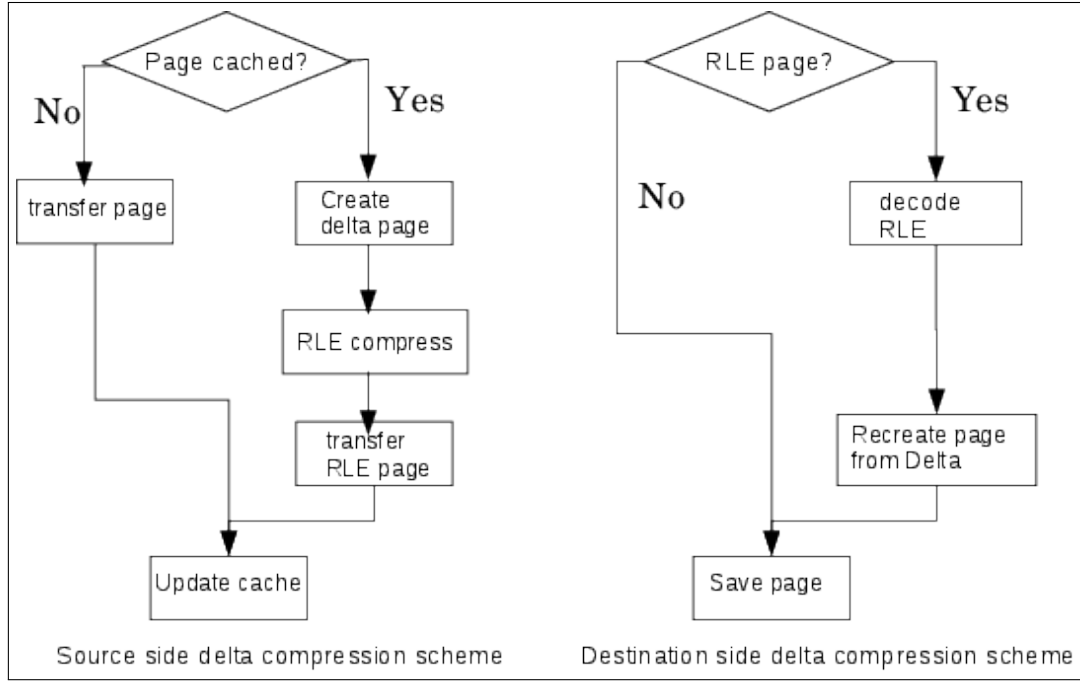 Page cached?
No
Yes
transfer page
Create
delta page
RLE compress
transfer
RLE page
Update cache
Source side delta compression scheme
RLE page?
No
Yes
decode
RLE
Recreate page
from Delta
Save page
Destination side delta compression scheme